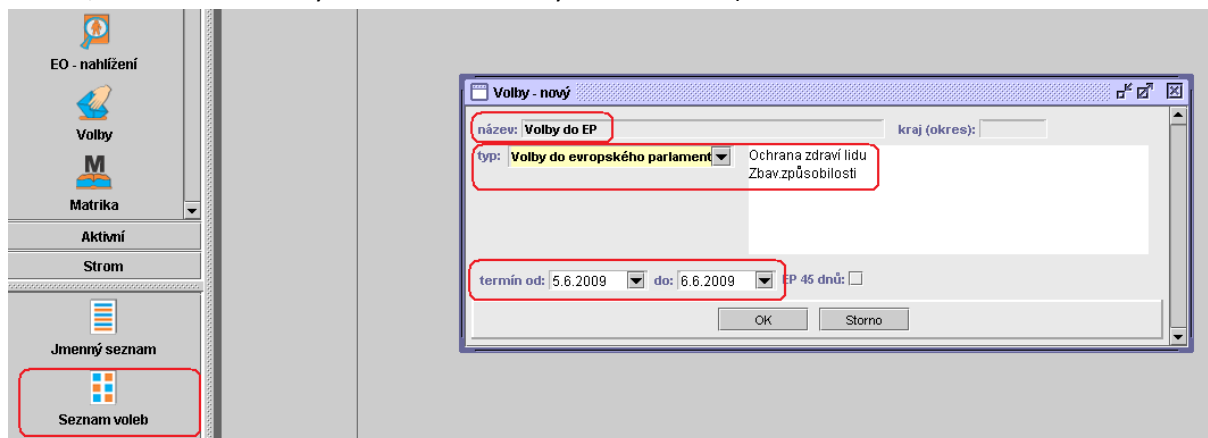 EO - nahlížení
Volby
Matrika
Aktivní
Strom
Jmenný seznam
Seznam voleb
Volby - nový
název: Volby do EP kraj (okres):
typ: Volby do evropského parlament Ochrana zdraví lidu
Zbav.způsobilosti
termín od: 5.6.2009 do: 6.6.2009 EP 45 dnů:
OK Storno